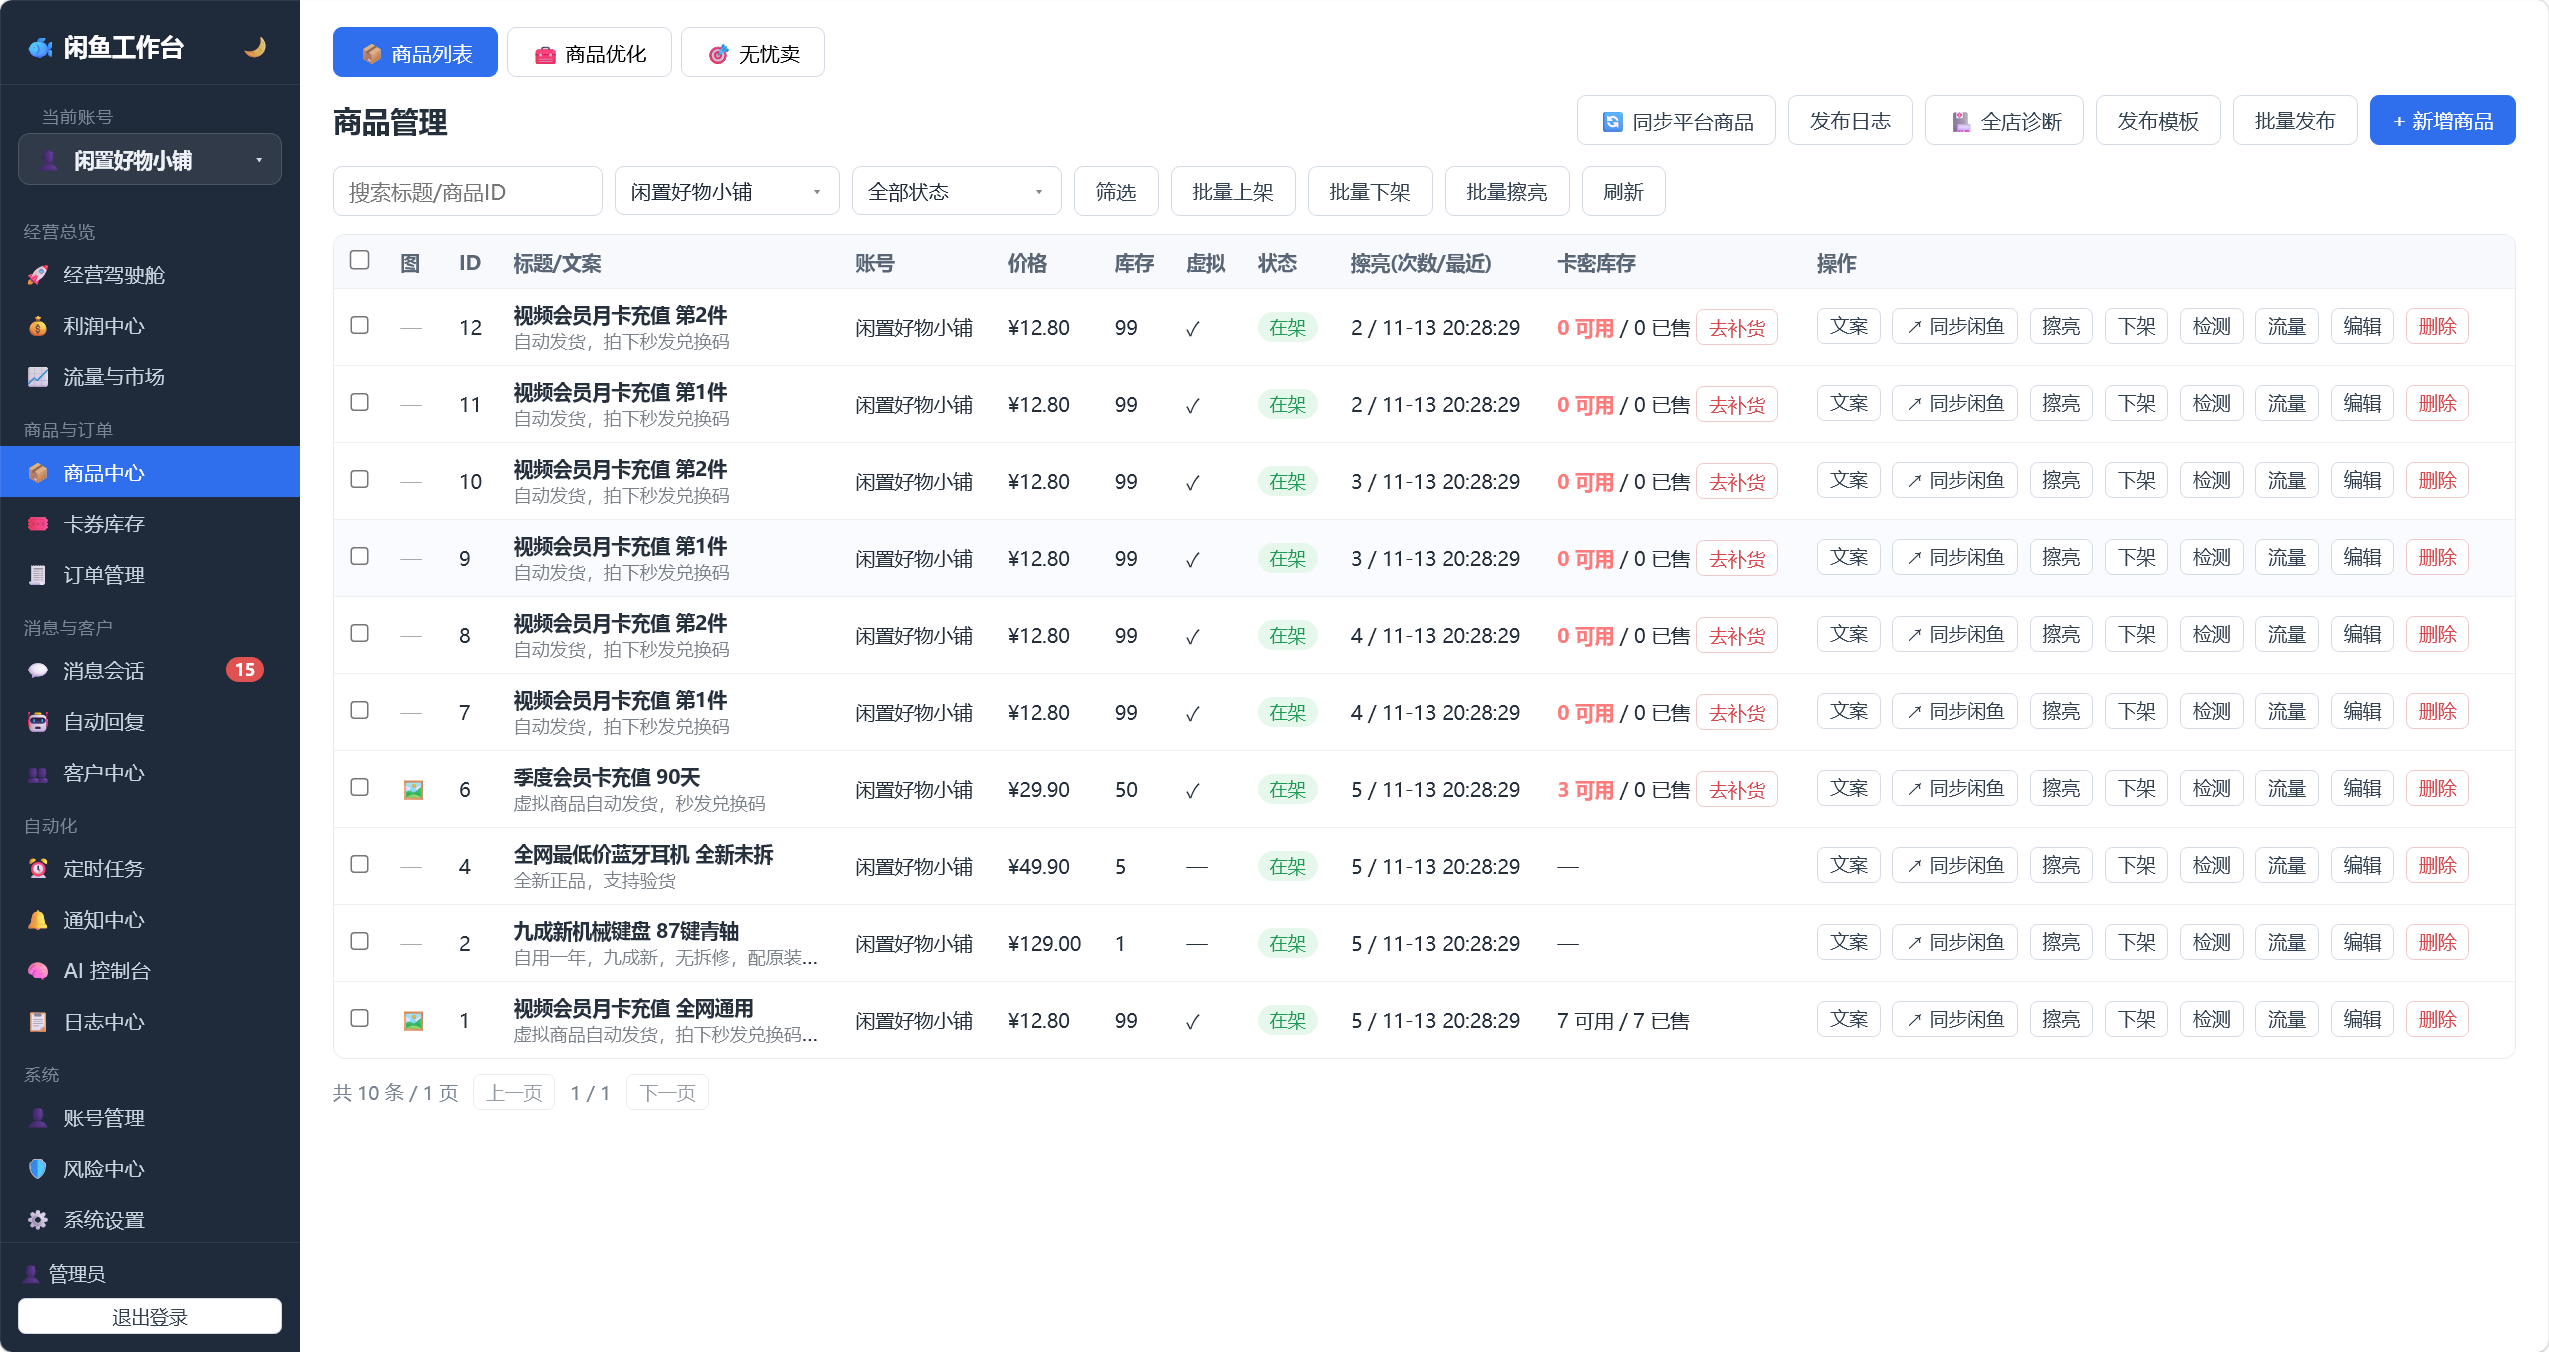 闲鱼工作台
当前账号
闲置好物小铺
经营总览
经营驾驶舱
利润中心
流量与市场
商品与订单
商品中心
卡券库存
订单管理
消息与客户
消息会话 15
自动回复
客户中心
自动化
定时任务
通知中心
AI 控制台
日志中心
系统
账号管理
风险中心
系统设置
管理员
退出登录
商品列表 商品优化 无忧卖
商品管理
同步平台商品 发布日志 全店诊断 发布模板 批量发布 + 新增商品
搜索标题/商品ID 闲置好物小铺 全部状态 筛选 批量上架 批量下架 批量擦亮 刷新
图 ID 标题/文案 账号 价格 库存 虚拟 状态 擦亮(次数/最近) 卡密库存 操作
— 12 视频会员月卡充值 第2件 闲置好物小铺 ¥12.80 99 ✓ 在架 2 / 11-13 20:28:29 0 可用 / 0 已售 去补货 文案 ↗ 同步闲鱼 擦亮 下架 检测 流量 编辑 删除
自动发货，拍下秒发兑换码
— 11 视频会员月卡充值 第1件 闲置好物小铺 ¥12.80 99 ✓ 在架 2 / 11-13 20:28:29 0 可用 / 0 已售 去补货 文案 ↗ 同步闲鱼 擦亮 下架 检测 流量 编辑 删除
自动发货，拍下秒发兑换码
— 10 视频会员月卡充值 第2件 闲置好物小铺 ¥12.80 99 ✓ 在架 3 / 11-13 20:28:29 0 可用 / 0 已售 去补货 文案 ↗ 同步闲鱼 擦亮 下架 检测 流量 编辑 删除
自动发货，拍下秒发兑换码
— 9 视频会员月卡充值 第1件 闲置好物小铺 ¥12.80 99 ✓ 在架 3 / 11-13 20:28:29 0 可用 / 0 已售 去补货 文案 ↗ 同步闲鱼 擦亮 下架 检测 流量 编辑 删除
自动发货，拍下秒发兑换码
— 8 视频会员月卡充值 第2件 闲置好物小铺 ¥12.80 99 ✓ 在架 4 / 11-13 20:28:29 0 可用 / 0 已售 去补货 文案 ↗ 同步闲鱼 擦亮 下架 检测 流量 编辑 删除
自动发货，拍下秒发兑换码
— 7 视频会员月卡充值 第1件 闲置好物小铺 ¥12.80 99 ✓ 在架 4 / 11-13 20:28:29 0 可用 / 0 已售 去补货 文案 ↗ 同步闲鱼 擦亮 下架 检测 流量 编辑 删除
自动发货，拍下秒发兑换码
6 季度会员卡充值 90天 闲置好物小铺 ¥29.90 50 ✓ 在架 5 / 11-13 20:28:29 3 可用 / 0 已售 去补货 文案 ↗ 同步闲鱼 擦亮 下架 检测 流量 编辑 删除
虚拟商品自动发货，秒发兑换码
— 4 全网最低价蓝牙耳机 全新未拆 闲置好物小铺 ¥49.90 5 — 在架 5 / 11-13 20:28:29 — 文案 ↗ 同步闲鱼 擦亮 下架 检测 流量 编辑 删除
全新正品，支持验货
— 2 九成新机械键盘 87键青轴 闲置好物小铺 ¥129.00 1 — 在架 5 / 11-13 20:28:29 — 文案 ↗ 同步闲鱼 擦亮 下架 检测 流量 编辑 删除
自用一年，九成新，无拆修，配原装...
1 视频会员月卡充值 全网通用 闲置好物小铺 ¥12.80 99 ✓ 在架 5 / 11-13 20:28:29 7 可用 / 7 已售 文案 ↗ 同步闲鱼 擦亮 下架 检测 流量 编辑 删除
虚拟商品自动发货，拍下秒发兑换码...
共 10 条 / 1 页 上一页 1 / 1 下一页